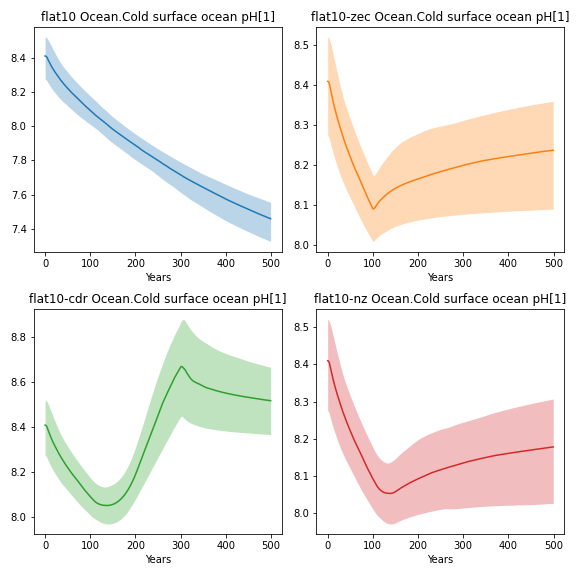 flat10 Ocean.Cold surface ocean pH[1]
8.4
8.2
8.0
7.8
7.6
7.4
0 100 200 300 400 500
Years
flat10-zec Ocean.Cold surface ocean pH[1]
8.5
8.4
8.3
8.2
8.1
8.0
0 100 200 300 400 500
Years
flat10-cdr Ocean.Cold surface ocean pH[1]
8.8
8.6
8.4
8.2
8.0
0 100 200 300 400 500
Years
flat10-nz Ocean.Cold surface ocean pH[1]
8.5
8.4
8.3
8.2
8.1
8.0
0 100 200 300 400 500
Years